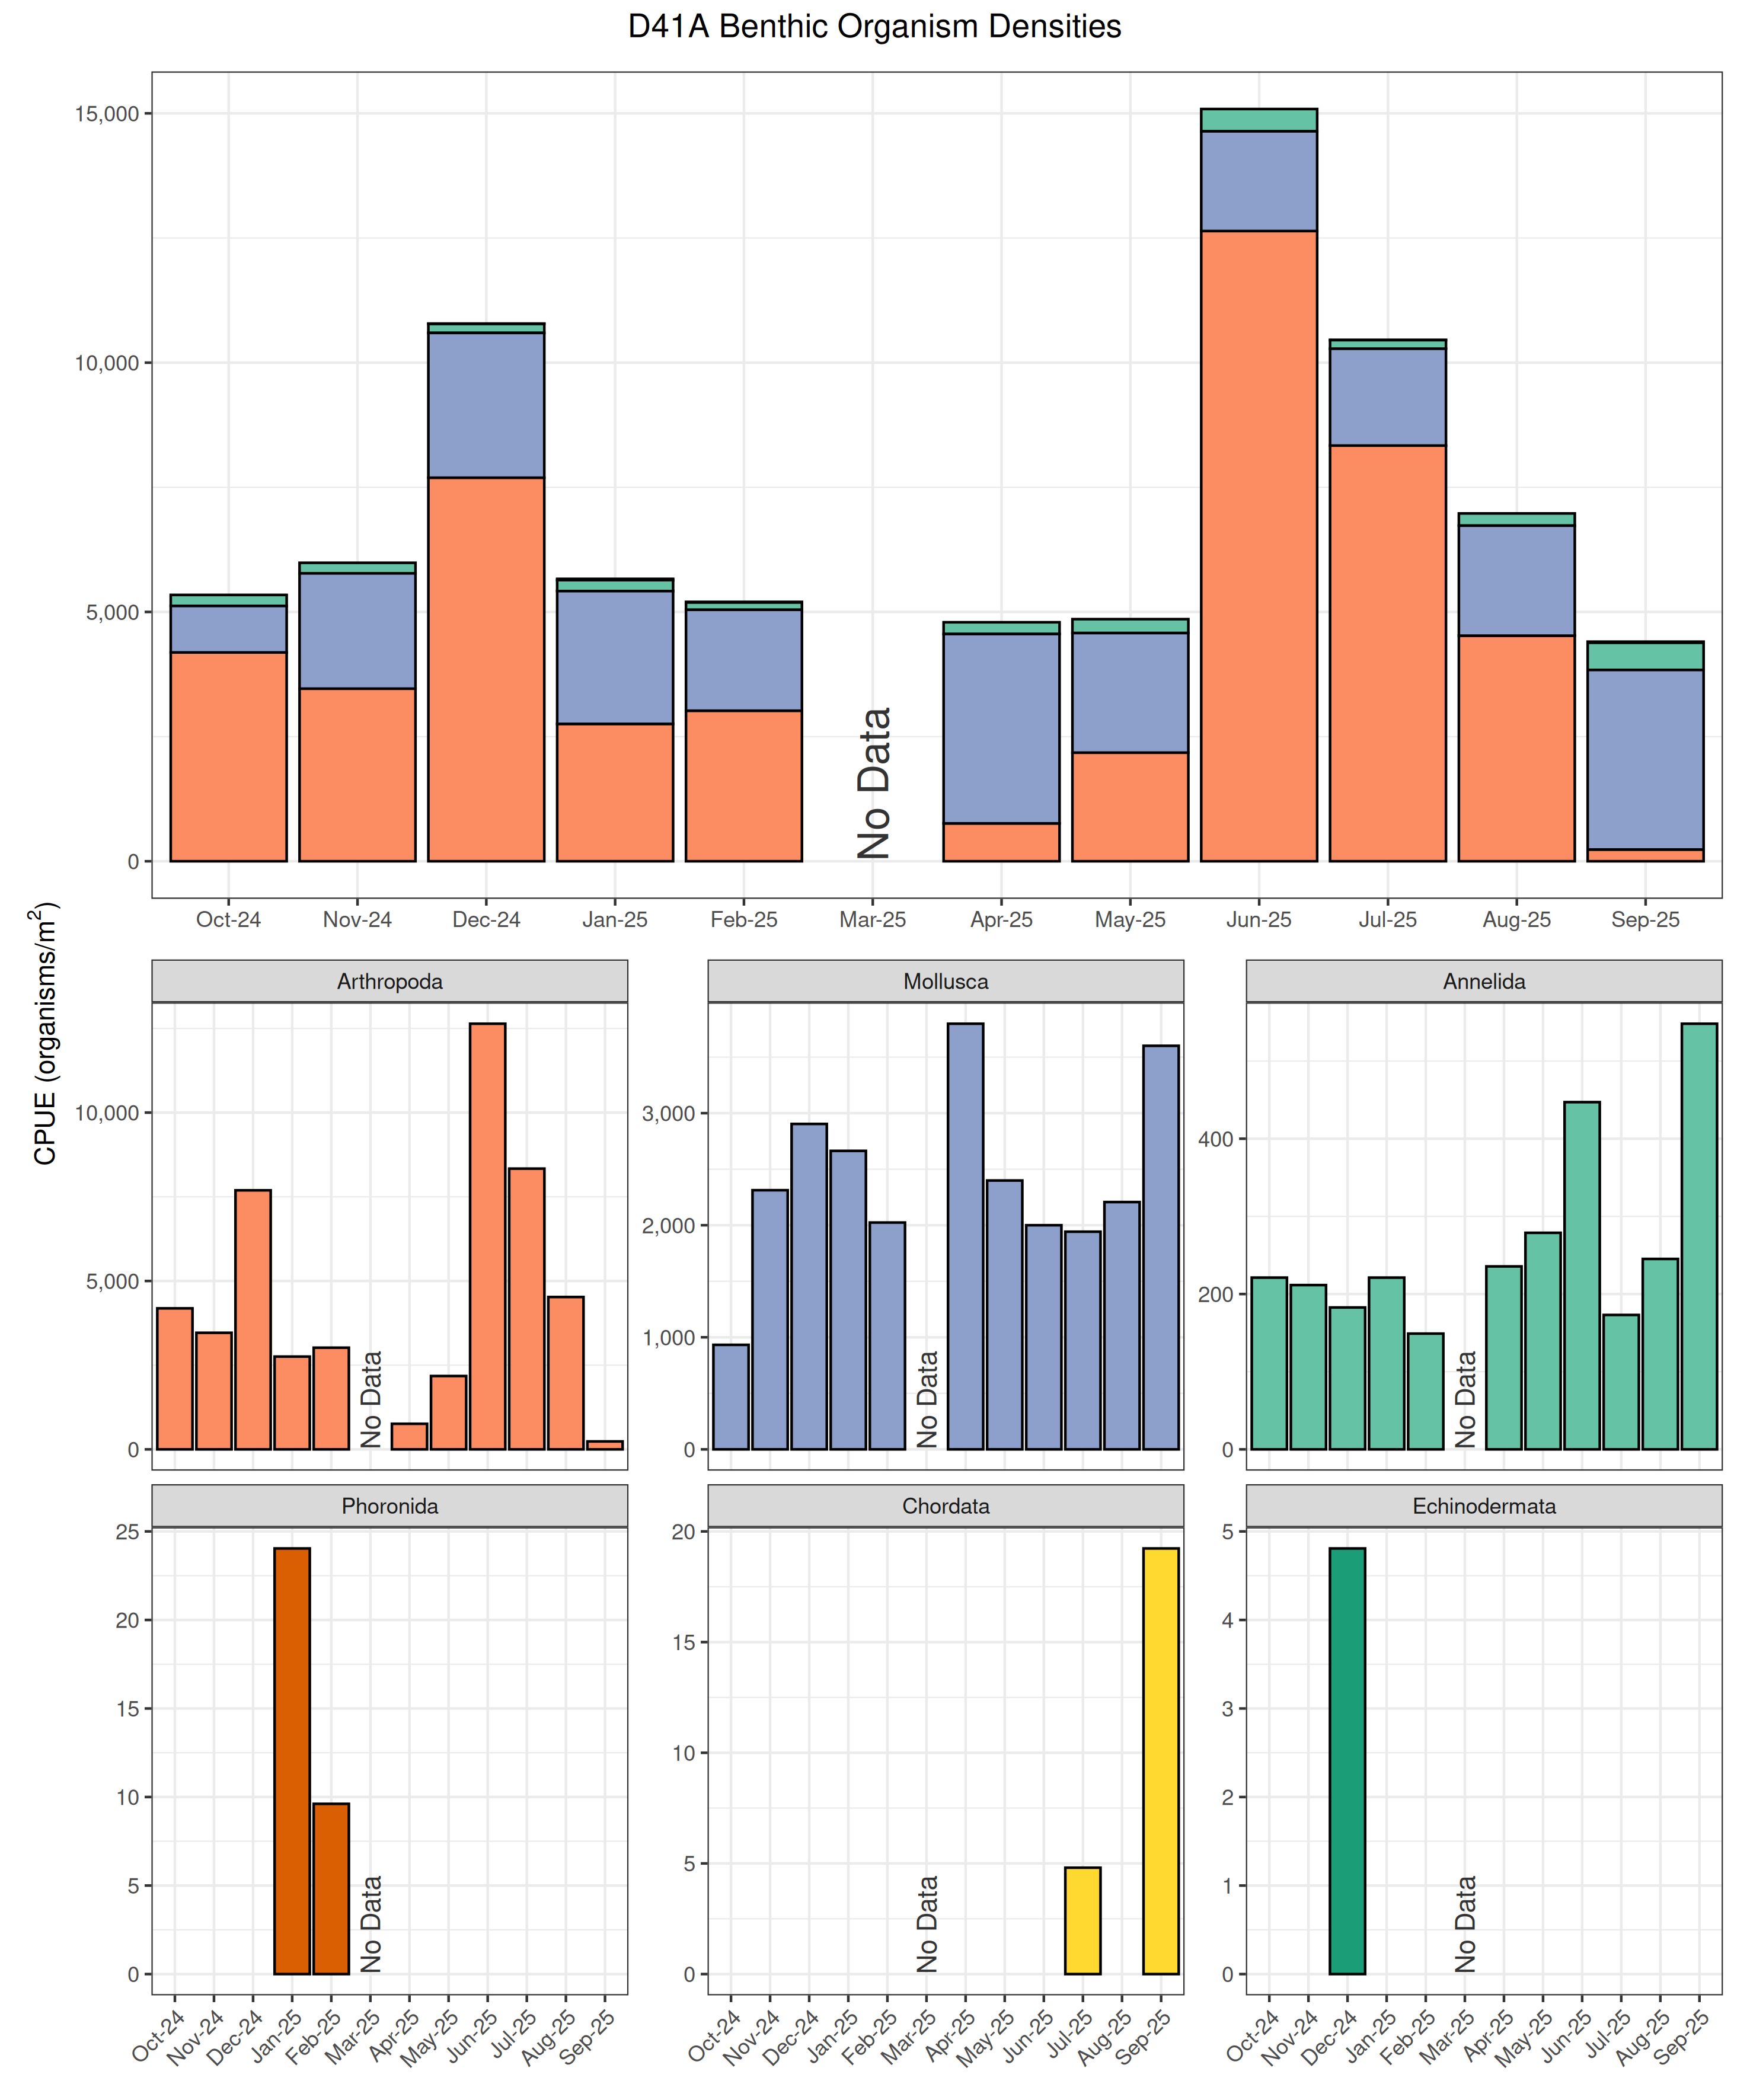 D41A Benthic Organism Densities
CPUE (organisms/m²)
15,000
10,000
5,000
0
No Data
Oct-24 Nov-24 Dec-24 Jan-25 Feb-25 Mar-25 Apr-25 May-25 Jun-25 Jul-25 Aug-25 Sep-25
Arthropoda
10,000
5,000
0
No Data
Mollusca
3,000
2,000
1,000
0
No Data
Annelida
400
200
0
No Data
Phoronida
25
20
15
10
5
0
No Data
Oct-24 Nov-24 Dec-24 Jan-25 Feb-25 Mar-25 Apr-25 May-25 Jun-25 Jul-25 Aug-25 Sep-25
Chordata
20
15
10
5
0
No Data
Oct-24 Nov-24 Dec-24 Jan-25 Feb-25 Mar-25 Apr-25 May-25 Jun-25 Jul-25 Aug-25 Sep-25
Echinodermata
5
4
3
2
1
0
No Data
Oct-24 Nov-24 Dec-24 Jan-25 Feb-25 Mar-25 Apr-25 May-25 Jun-25 Jul-25 Aug-25 Sep-25